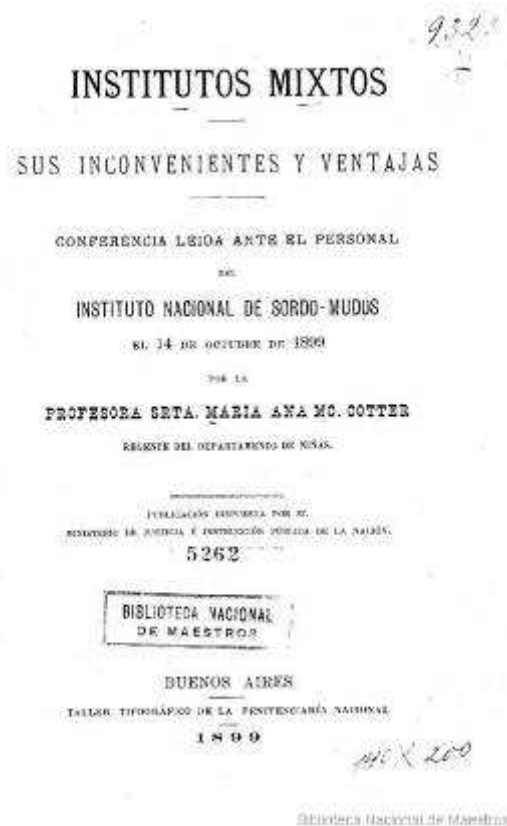 932
INSTITUTOS MIXTOS
SUS INCONVENIENTES Y VENTAJAS
CONFERENCIA LEIDA ANTE EL PERSONAL
DEL
INSTITUTO NACIONAL DE SORDO-MUDOS
EL 14 DE OCTUBRE DE 1899
POR LA
PROFESORA SRTA. MARIA ANA MC. COTTER
REGENTE DEL DEPARTAMENTO DE NIÑAS.
PUBLICACIÓN DISPUESTA POR EL
MINISTERIO DE JUSTICIA É INSTRUCCIÓN PÚBLICA DE LA NACIÓN.
5262
BIBLIOTECA NACIONAL
DE MAESTROS
BUENOS AIRES
TALLER TIPOGRÁFICO DE LA PENITENCIARÍA NACIONAL
1899
140 X 200
Biblioteca Nacional de Maestros